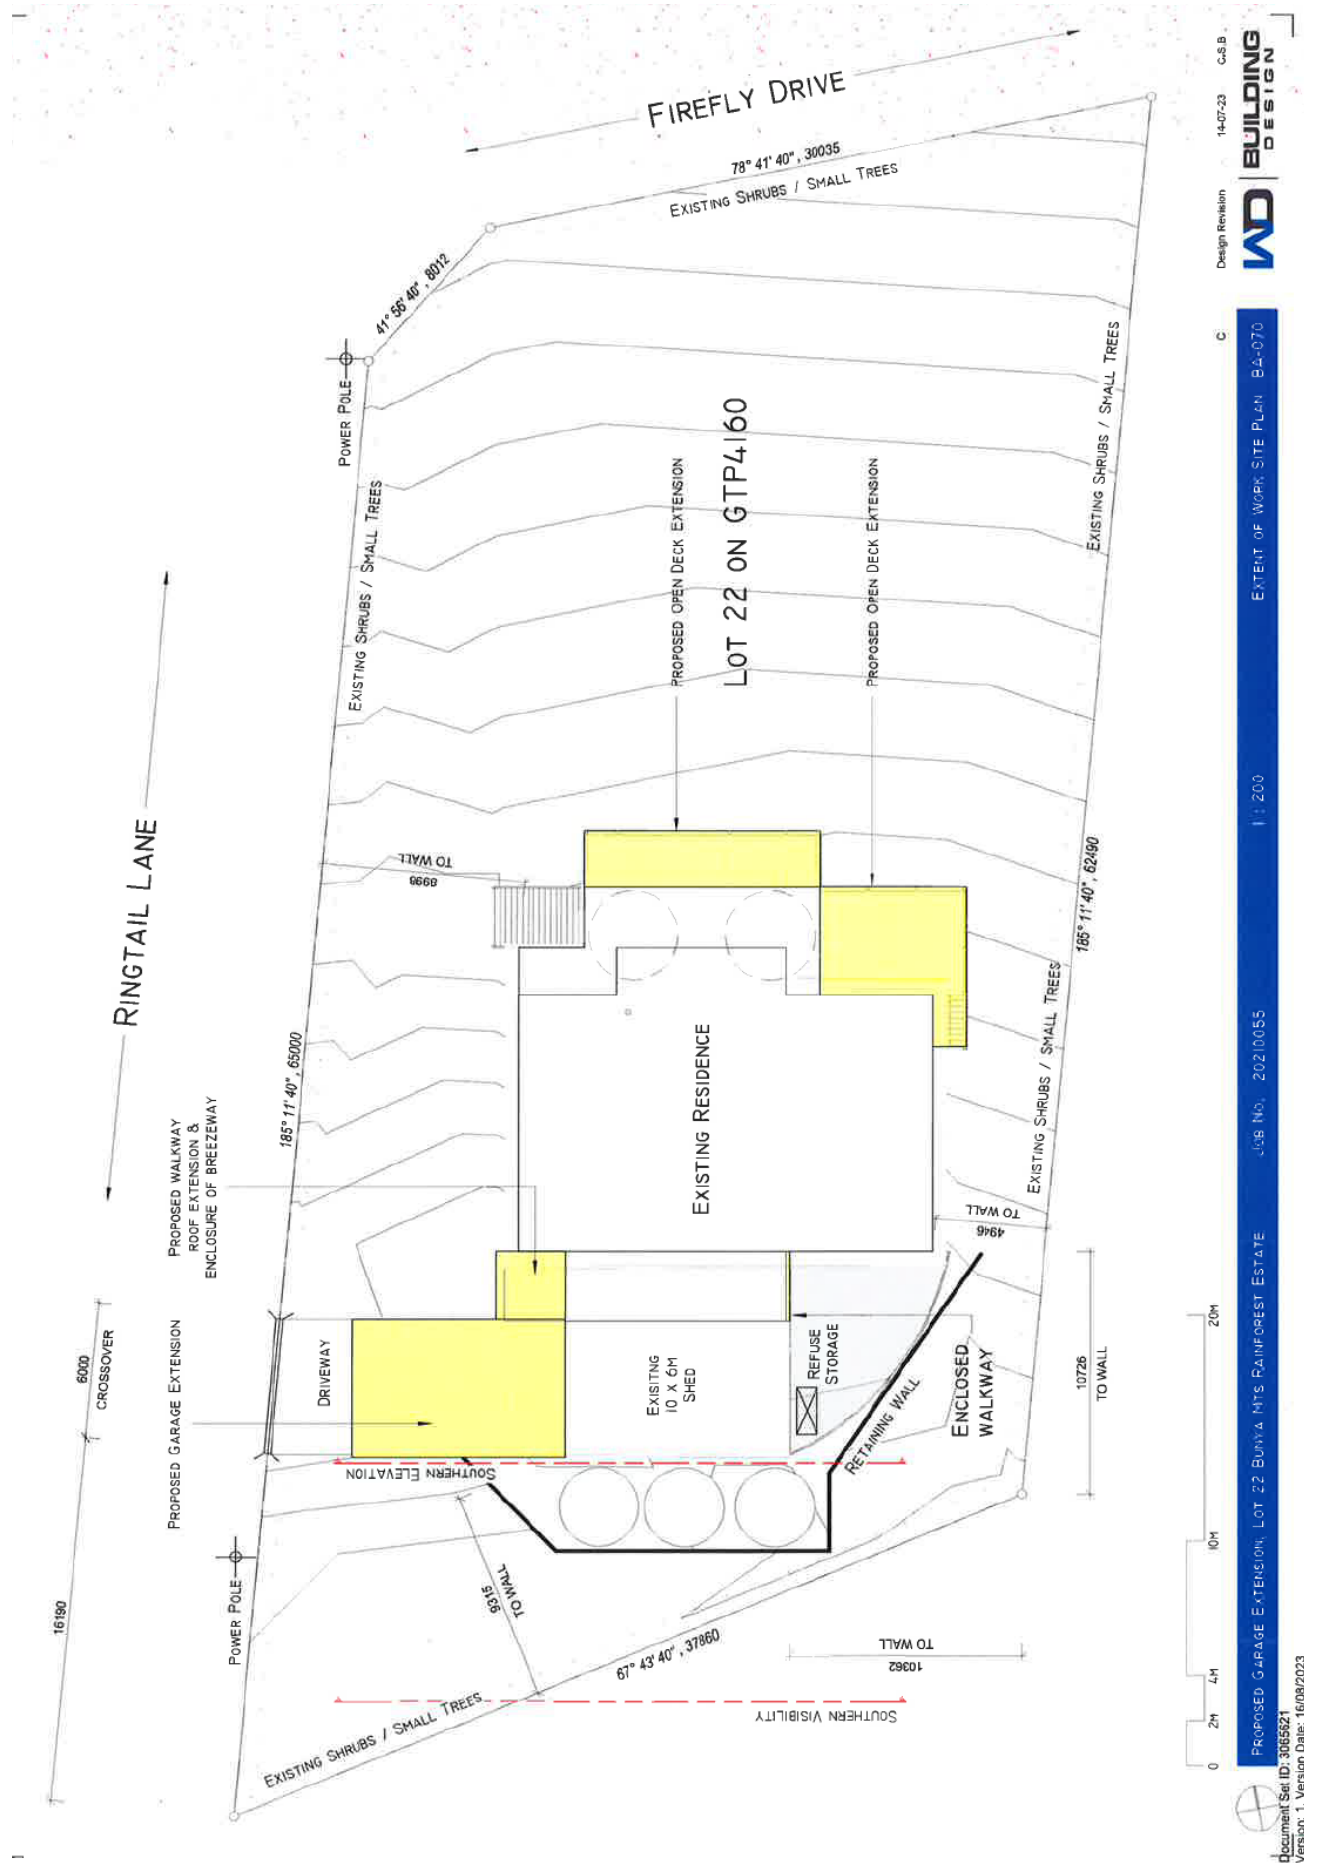 FIREFLY DRIVE
78° 41' 40", 30035
EXISTING SHRUBS / SMALL TREES
41° 56' 40", 8012
POWER POLE
EXISTING SHRUBS / SMALL TREES
EXISTING SHRUBS / SMALL TREES
LOT 22 ON GTP4160
PROPOSED OPEN DECK EXTENSION
PROPOSED OPEN DECK EXTENSION
RINGTAIL LANE
8998
TO WALL
185° 11' 40", 62490
185° 11' 40", 65000
EXISTING SHRUBS / SMALL TREES
EXISTING RESIDENCE
PROPOSED WALKWAY
ROOF EXTENSION &
ENCLOSURE OF BREEZEWAY
4946
TO WALL
6000
CROSSOVER
PROPOSED GARAGE EXTENSION
DRIVEWAY
EXISITNG
10 X 6M
SHED
REFUSE
STORAGE
RETAINING WALL
ENCLOSED
WALKWAY
10726
TO WALL
SOUTHERN ELEVATION
16190
POWER POLE
9315
TO WALL
67° 43' 40", 37860
10362
TO WALL
SOUTHERN VISIBILITY
EXISTING SHRUBS / SMALL TREES
0 2M 4M 10M 20M
PROPOSED GARAGE EXTENSION, LOT 22 BUNYA MTS RAINFOREST ESTATE
JOB NO. 20210055
1 : 200
EXTENT OF WORK SITE PLAN BA-070
C
Design Revision
14-07-23
C.S.B
WD BUILDING
DESIGN
Document Set ID: 3065621
Version: 1, Version Date: 16/08/2023